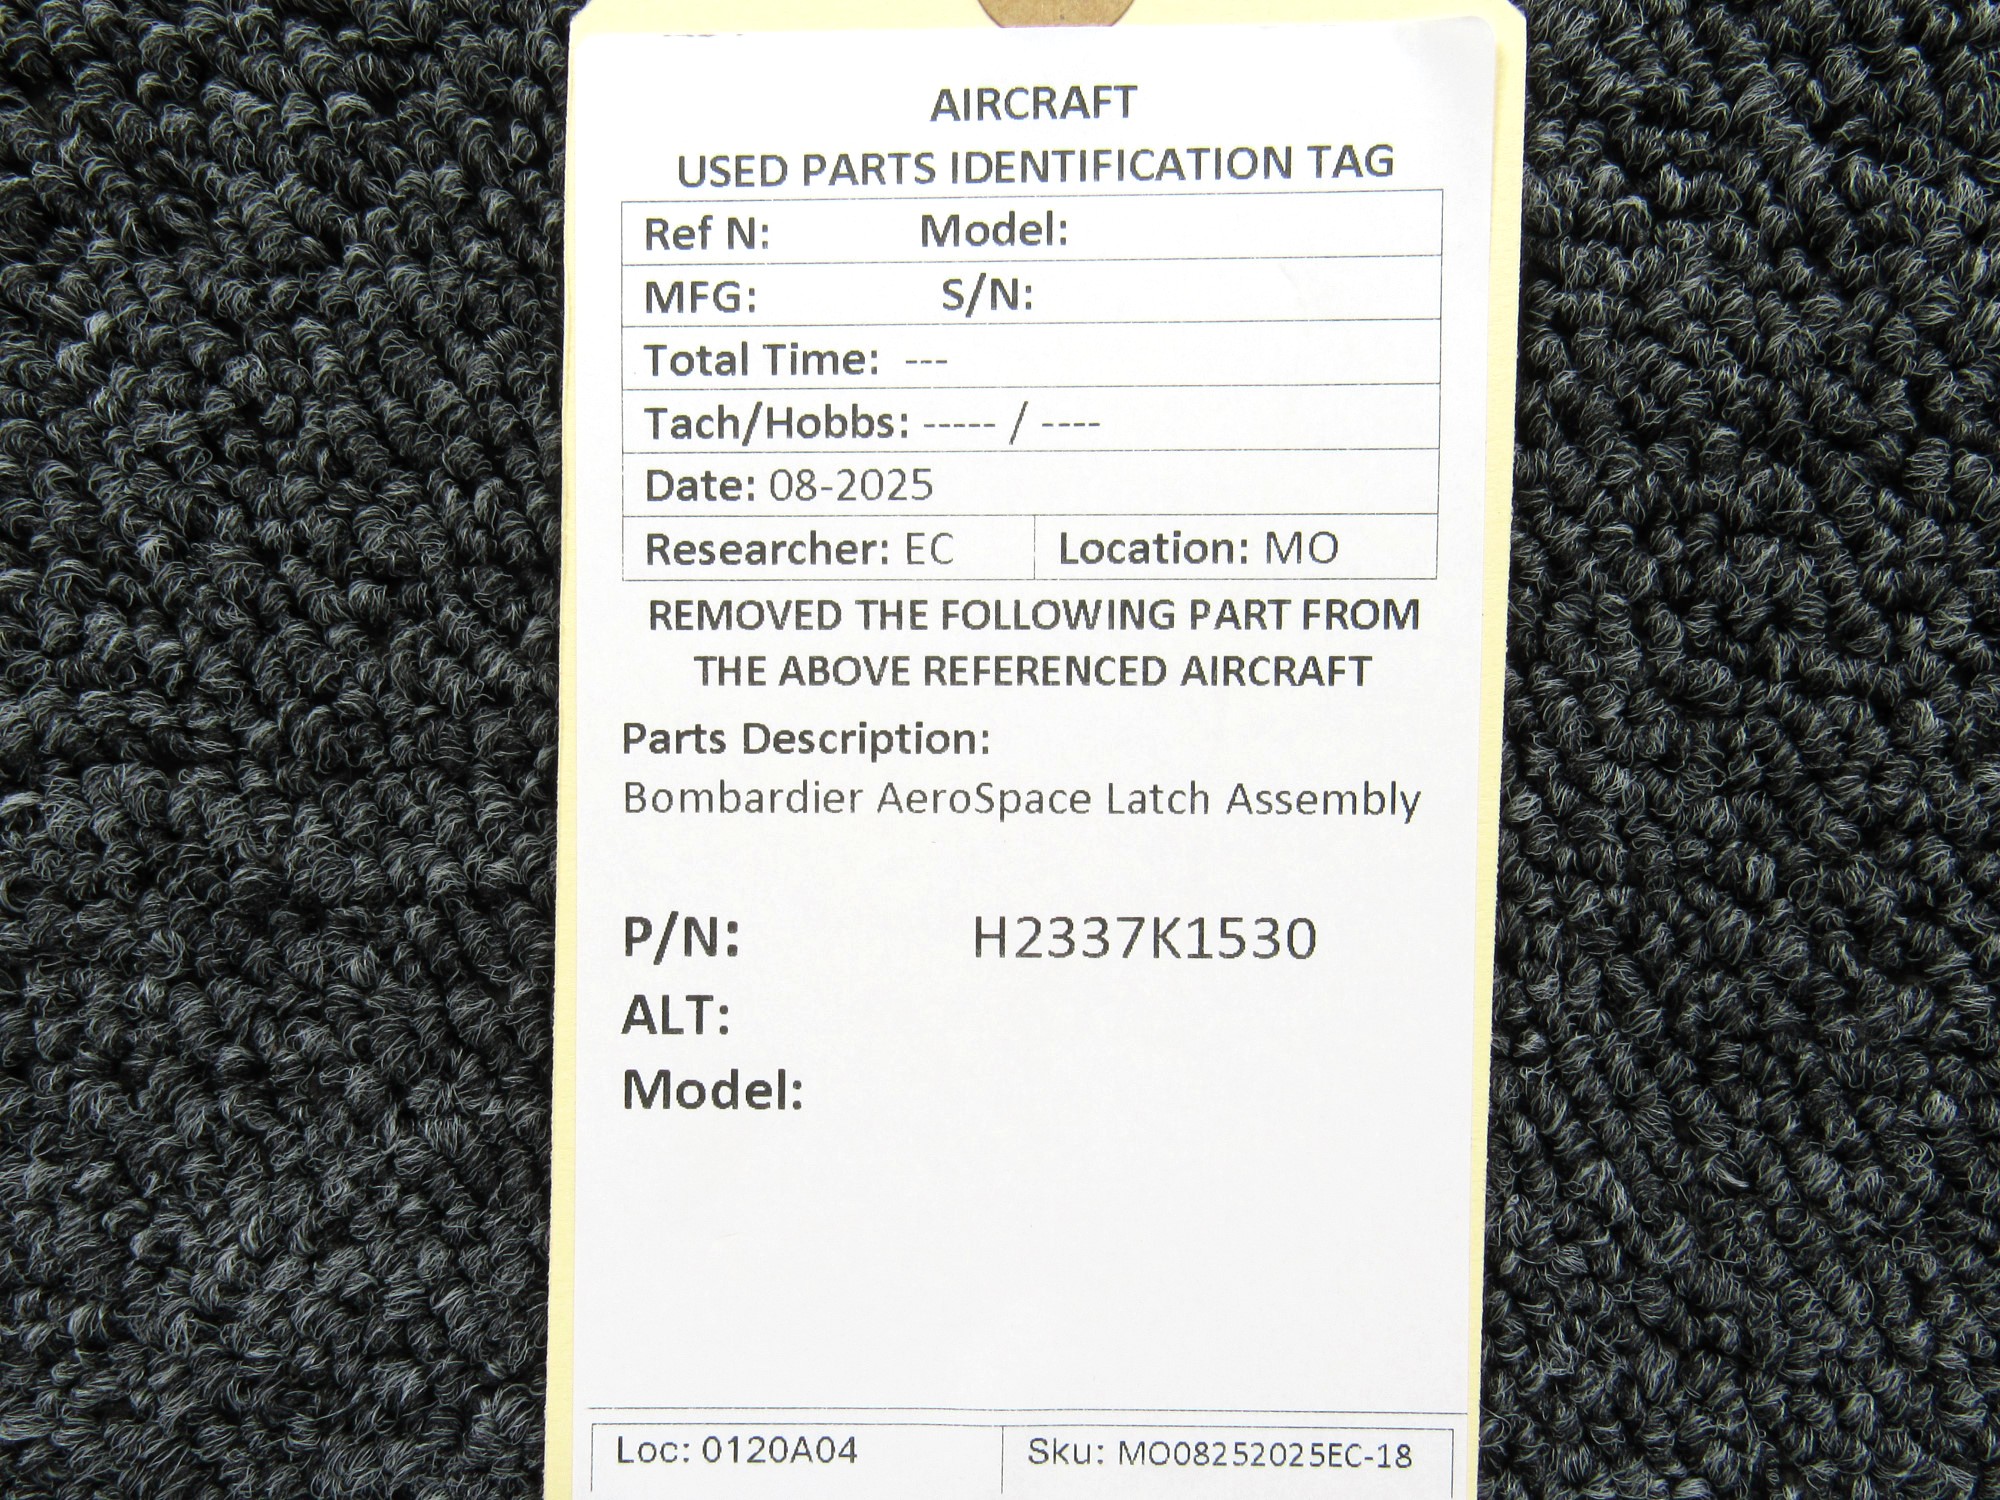 AIRCRAFT
USED PARTS IDENTIFICATION TAG
Ref N: Model:
MFG: S/N:
Total Time: ---
Tach/Hobbs: ----- / ----
Date: 08-2025
Researcher: EC Location: MO
REMOVED THE FOLLOWING PART FROM
THE ABOVE REFERENCED AIRCRAFT
Parts Description:
Bombardier AeroSpace Latch Assembly
P/N: H2337K1530
ALT:
Model:
Loc: 0120A04 Sku: MO08252025EC-18